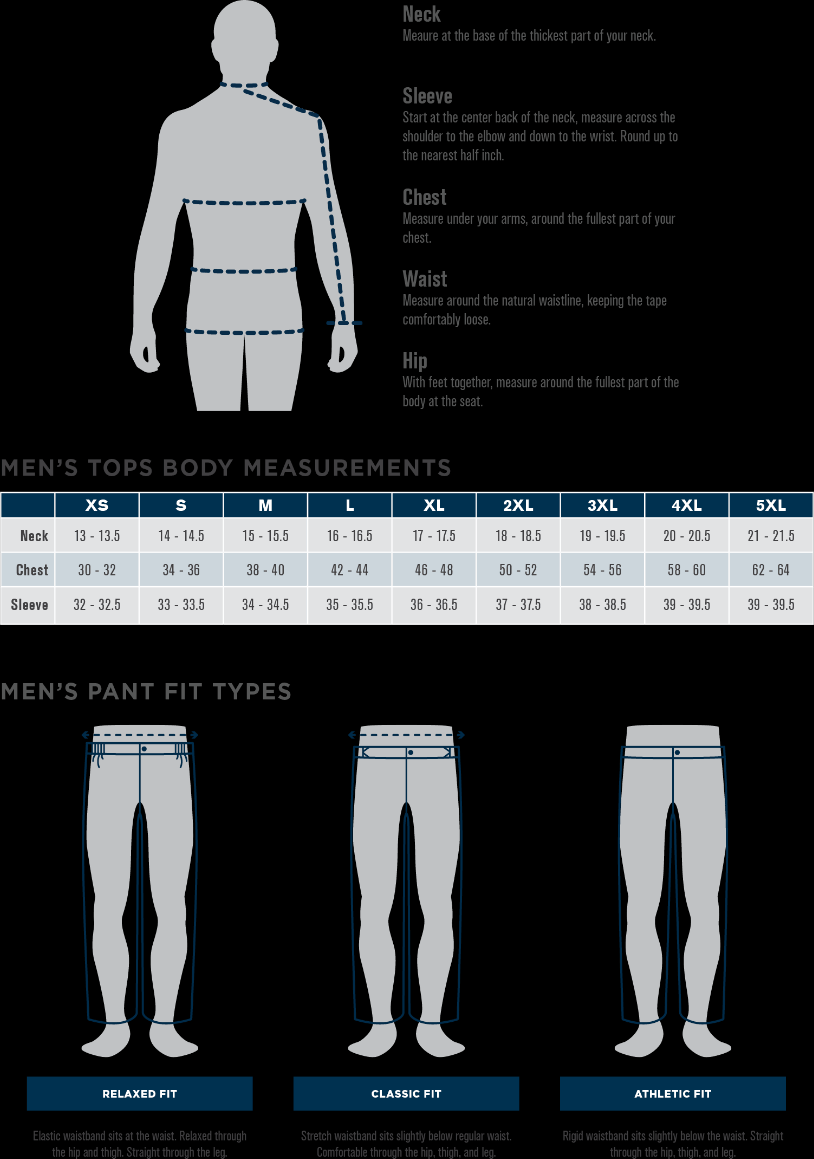 Neck
Meaure at the base of the thickest part of your neck.
Sleeve
Start at the center back of the neck, measure across the
shoulder to the elbow and down to the wrist. Round up to
the nearest half inch.
Chest
Measure under your arms, around the fullest part of your
chest.
Waist
Measure around the natural waistline, keeping the tape
comfortably loose.
Hip
With feet together, measure around the fullest part of the
body at the seat.
MEN'S TOPS BODY MEASUREMENTS
XS S M L XL 2XL 3XL 4XL 5XL
Neck 13 - 13.5 14 - 14.5 15 - 15.5 16 - 16.5 17 - 17.5 18 - 18.5 19 - 19.5 20 - 20.5 21 - 21.5
Chest 30 - 32 34 - 36 38 - 40 42 - 44 46 - 48 50 - 52 54 - 56 58 - 60 62 - 64
Sleeve 32 - 32.5 33 - 33.5 34 - 34.5 35 - 35.5 36 - 36.5 37 - 37.5 38 - 38.5 39 - 39.5 39 - 39.5
MEN'S PANT FIT TYPES
RELAXED FIT
Elastic waistband sits at the waist. Relaxed through
the hip and thigh. Straight through the leg.
CLASSIC FIT
Stretch waistband sits slightly below regular waist.
Comfortable through the hip, thigh, and leg.
ATHLETIC FIT
Rigid waistband sits slightly below the waist. Straight
through the hip, thigh, and leg.